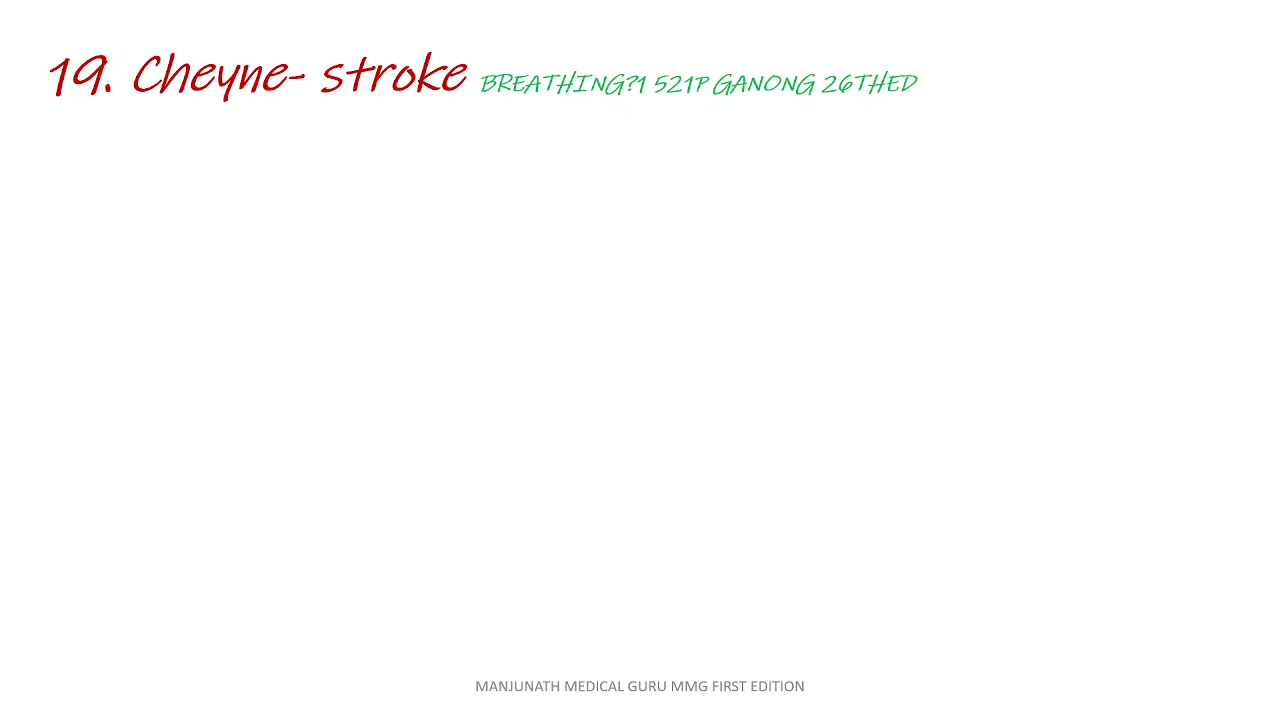 19. Cheyne- stroke BREATHING?1 521P GANONG 26THED
MANJUNATH MEDICAL GURU MMG FIRST EDITION